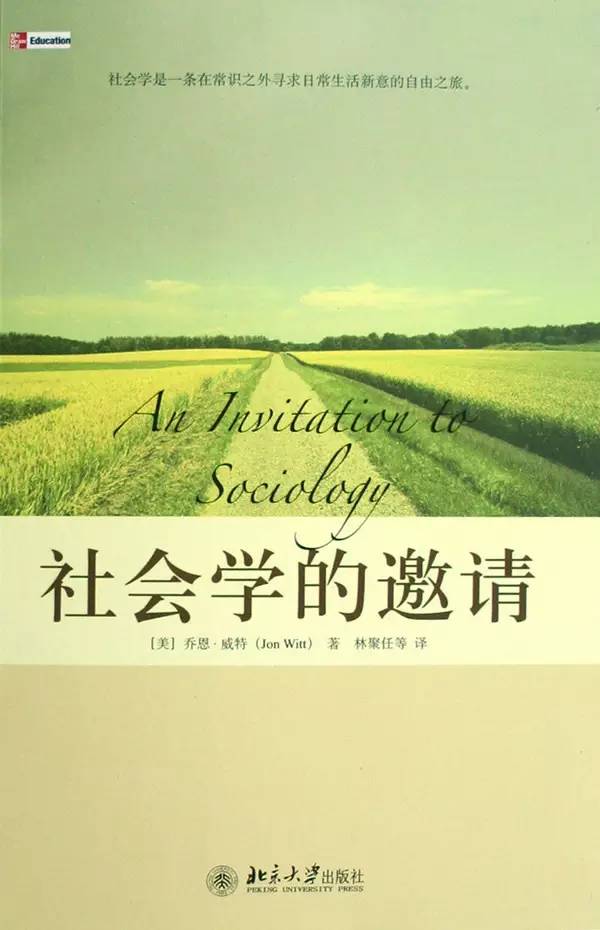 Mc
Graw
Hill
Education
社会学是一条在常识之外寻求日常生活新意的自由之旅。
An Invitation to
Sociology
社会学的邀请
［美］乔恩·威特（Jon Witt） 著 林聚任等 译
北京大学出版社
PEKING UNIVERSITY PRESS